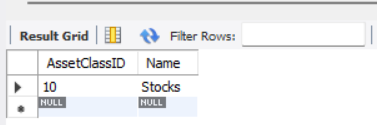 Result Grid Filter Rows:
AssetClassID Name
10 Stocks
NULL NULL